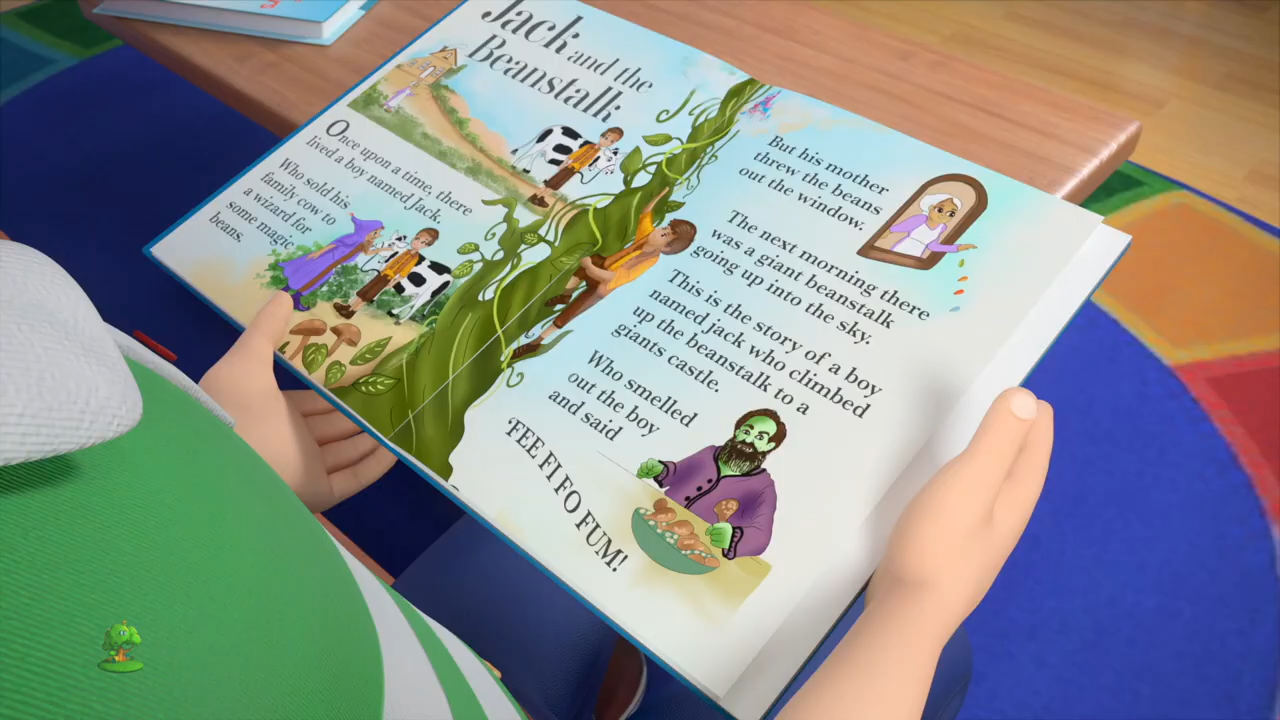 Jack and the
Beanstalk
Once upon a time, there
lived a boy named Jack,
Who sold his
family cow to
a wizard for
some magic
beans.
But his mother
threw the beans
out the window.
The next morning there
was a giant beanstalk
going up into the sky.
This is the story of a boy
named jack who climbed
up the beanstalk to a
giants castle.
Who smelled
out the boy
and said
'FEE FI FO FUM!